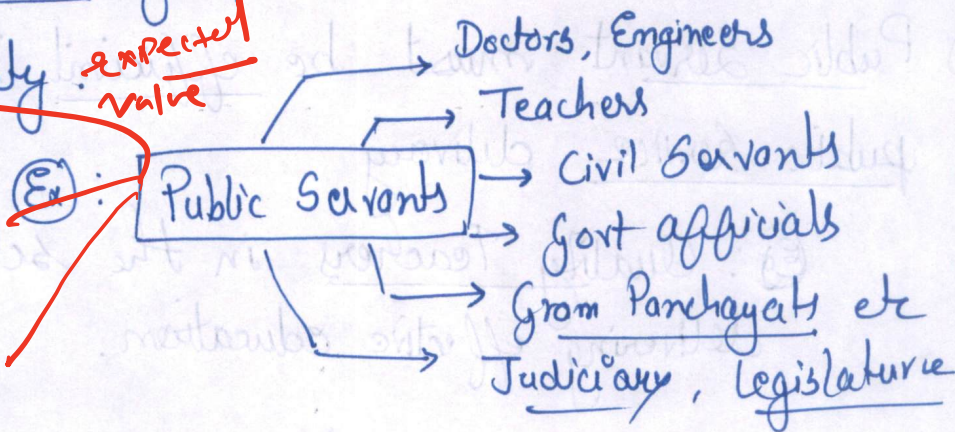 ty. expected
value
Doctors, Engineers
Teachers
Ex: Public Servants
Civil Servants
Govt officials
Gram Panchayats etc
Judiciary, Legislature